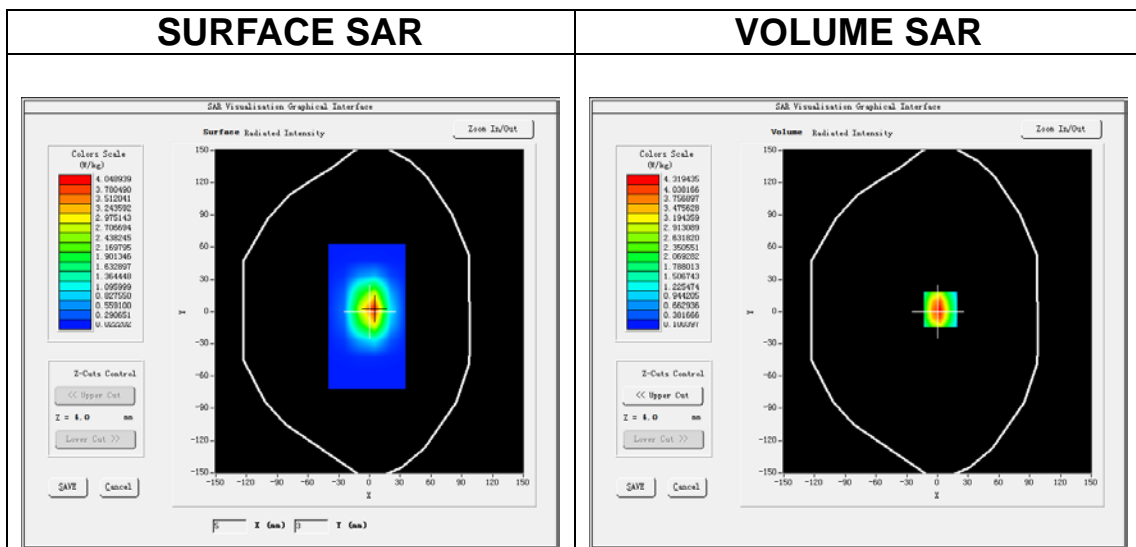 SURFACE SAR
VOLUME SAR
SAR Visualisation Graphical Interface
Surface Radiated Intensity
Zoom In/Out
Colors Scale
(W/kg)
4.048939
3.780490
3.512041
3.243592
2.975143
2.706694
2.438245
2.169795
1.901346
1.632897
1.364448
1.095999
0.827550
0.559100
0.290651
0.022202
150
120
90
60
30
0
-30
-60
-90
-120
-150
Y
-150 -120 -90 -60 -30 0 30 60 90 120 150
X
Z-Cuts Control
<< Upper Cut
Z = 4.0 mm
Lower Cut >>
SAVE Cancel
5 X (mm) 3 Y (mm)
SAR Visualisation Graphical Interface
Volume Radiated Intensity
Zoom In/Out
Colors Scale
(W/kg)
4.319435
4.038166
3.756897
3.475628
3.194359
2.913089
2.631820
2.350551
2.069282
1.788013
1.506743
1.225474
0.944205
0.662936
0.381666
0.100397
150
120
90
60
30
0
-30
-60
-90
-120
-150
Y
-150 -120 -90 -60 -30 0 30 60 90 120 150
X
Z-Cuts Control
<< Upper Cut
Z = 4.0 mm
Lower Cut >>
SAVE Cancel